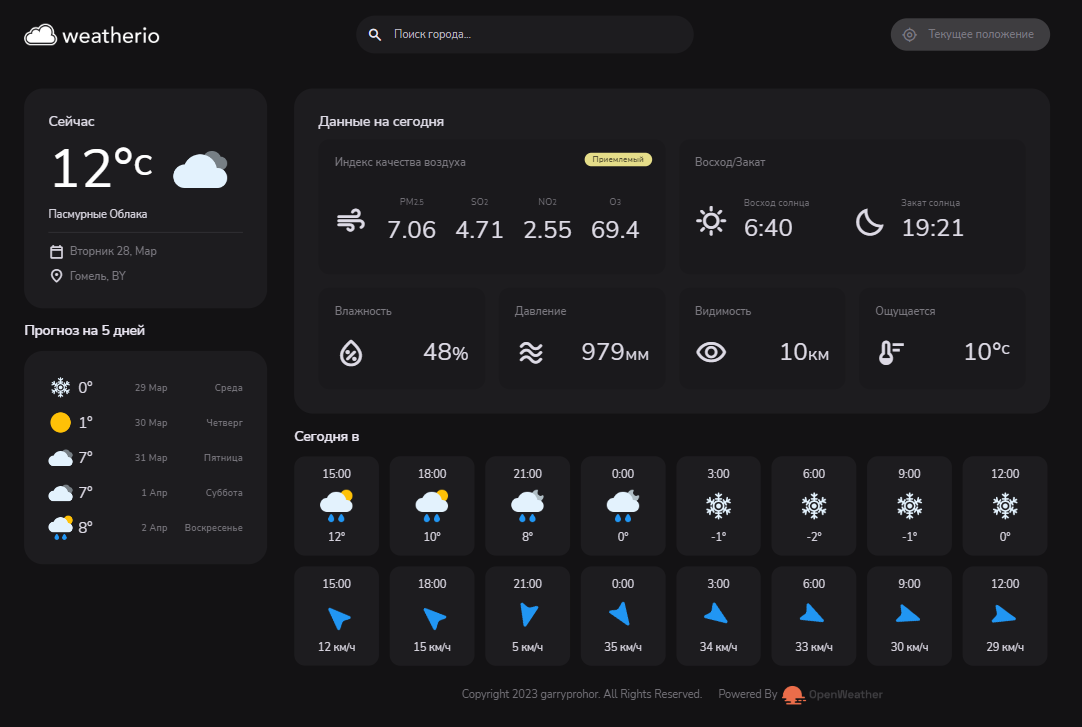 weatherio
Поиск города...
Текущее положение
Сейчас
12°c
Пасмурные Облака
Вторник 28, Мар
Гомель, BY
Прогноз на 5 дней
0° 29 Мар Среда
1° 30 Мар Четверг
7° 31 Мар Пятница
7° 1 Апр Суббота
8° 2 Апр Воскресенье
Данные на сегодня
Индекс качества воздуха Приемлемый
PM2.5 SO2 NO2 O3
7.06 4.71 2.55 69.4
Восход/Закат
Восход солнца Закат солнца
6:40 19:21
Влажность
48%
Давление
979мм
Видимость
10км
Ощущается
10°c
Сегодня в
15:00 18:00 21:00 0:00 3:00 6:00 9:00 12:00
12° 10° 8° 0° -1° -2° -1° 0°
15:00 18:00 21:00 0:00 3:00 6:00 9:00 12:00
12 км/ч 15 км/ч 5 км/ч 35 км/ч 34 км/ч 33 км/ч 30 км/ч 29 км/ч
Copyright 2023 garryprohor. All Rights Reserved. Powered By OpenWeather